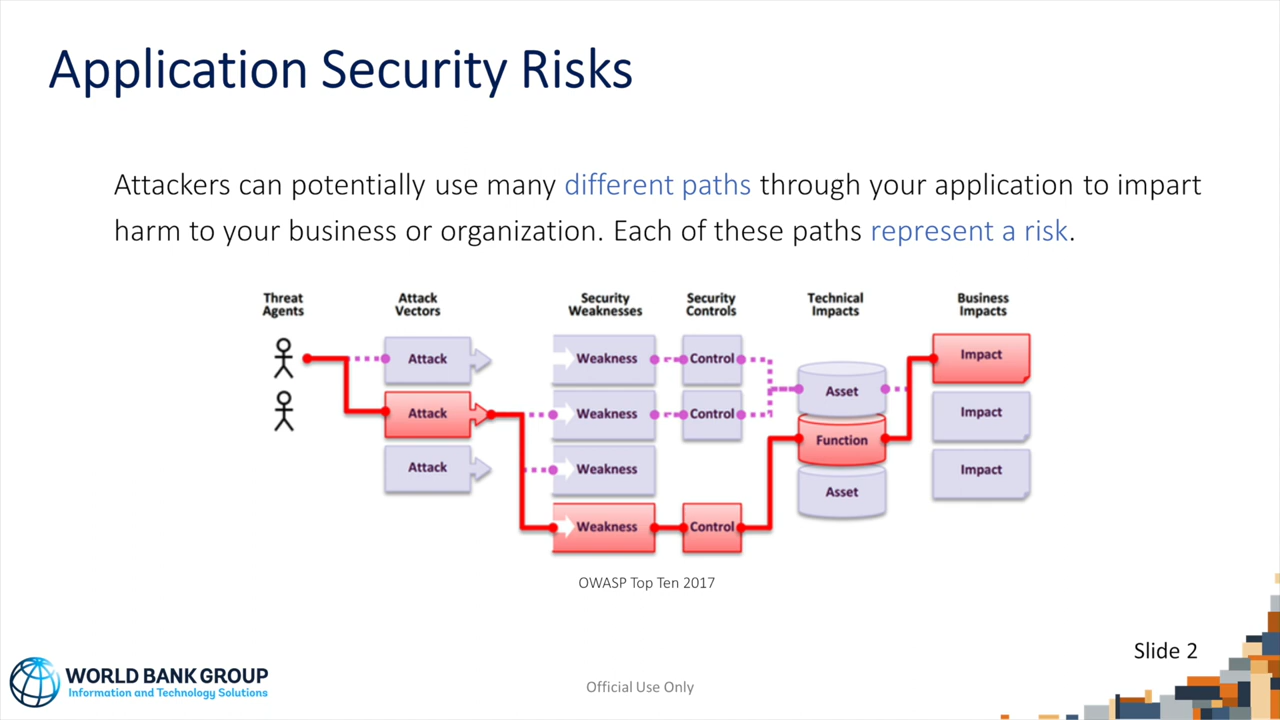 Application Security Risks
Attackers can potentially use many different paths through your application to impart
harm to your business or organization. Each of these paths represent a risk.
Threat
Agents
Attack
Vectors
Security
Weaknesses
Security
Controls
Technical
Impacts
Business
Impacts
Attack
Weakness
Control
Impact
Asset
Attack
Weakness
Control
Impact
Function
Attack
Weakness
Impact
Asset
Weakness
Control
OWASP Top Ten 2017
Slide 2
WORLD BANK GROUP
Information and Technology Solutions
Official Use Only